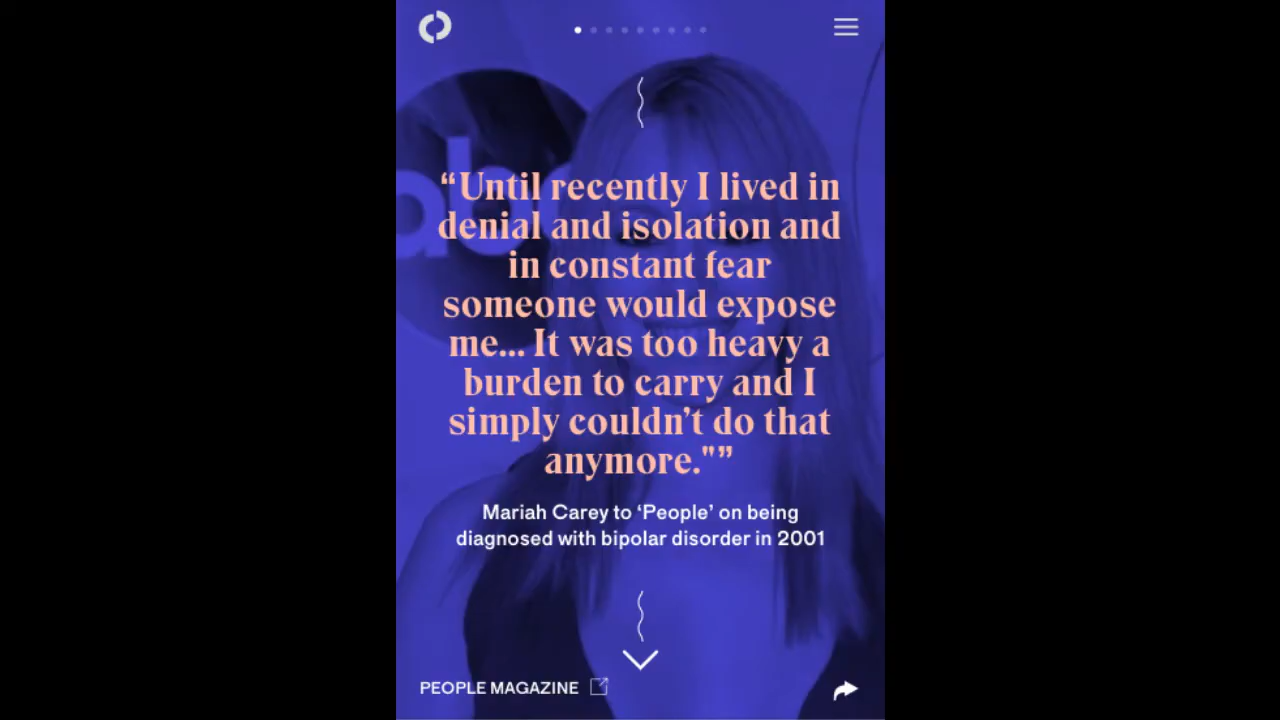 “Until recently I lived in
denial and isolation and
in constant fear
someone would expose
me... It was too heavy a
burden to carry and I
simply couldn’t do that
anymore."”
Mariah Carey to ‘People’ on being
diagnosed with bipolar disorder in 2001
PEOPLE MAGAZINE